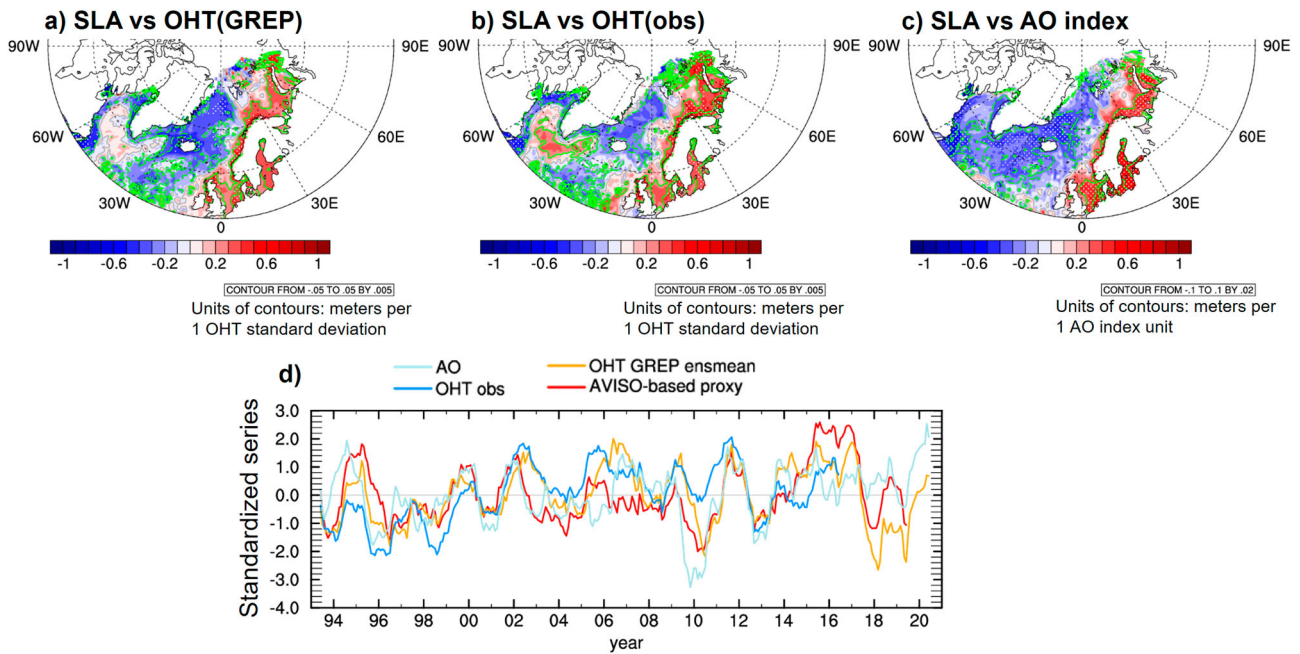 a) SLA vs OHT(GREP)
b) SLA vs OHT(obs)
c) SLA vs AO index
90W 90E 90W 90E 90W 90E
60W 60E 60W 60E 60W 60E
30W 30E 30W 30E 30W 30E
0 0 0
-1 -0.6 -0.2 0.2 0.6 1
-1 -0.6 -0.2 0.2 0.6 1
-1 -0.6 -0.2 0.2 0.6 1
CONTOUR FROM -.05 TO .05 BY .005
Units of contours: meters per
1 OHT standard deviation
CONTOUR FROM -.05 TO .05 BY .005
Units of contours: meters per
1 OHT standard deviation
CONTOUR FROM -.1 TO .1 BY .02
Units of contours: meters per
1 AO index unit
d)
AO
OHT obs
OHT GREP ensmean
AVISO-based proxy
Standardized series
3.0
2.0
1.0
0.0
-1.0
-2.0
-3.0
-4.0
94 96 98 00 02 04 06 08 10 12 14 16 18 20
year